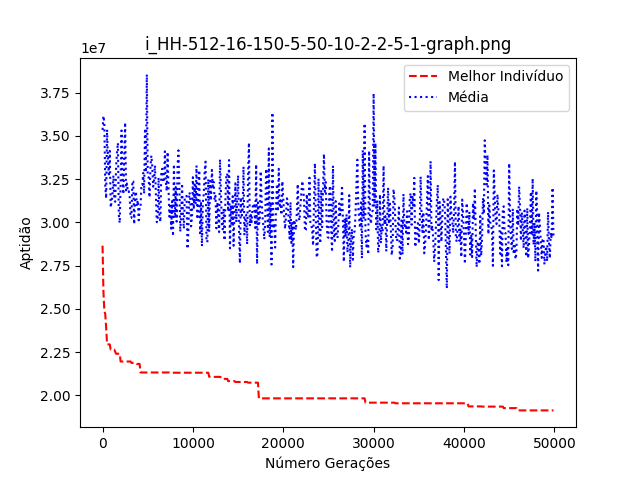 i_HH-512-16-150-5-50-10-2-2-5-1-graph.png
1e7
Melhor Indivíduo
Média
3.75
3.50
3.25
3.00
2.75
2.50
2.25
2.00
Aptidão
0 10000 20000 30000 40000 50000
Número Gerações